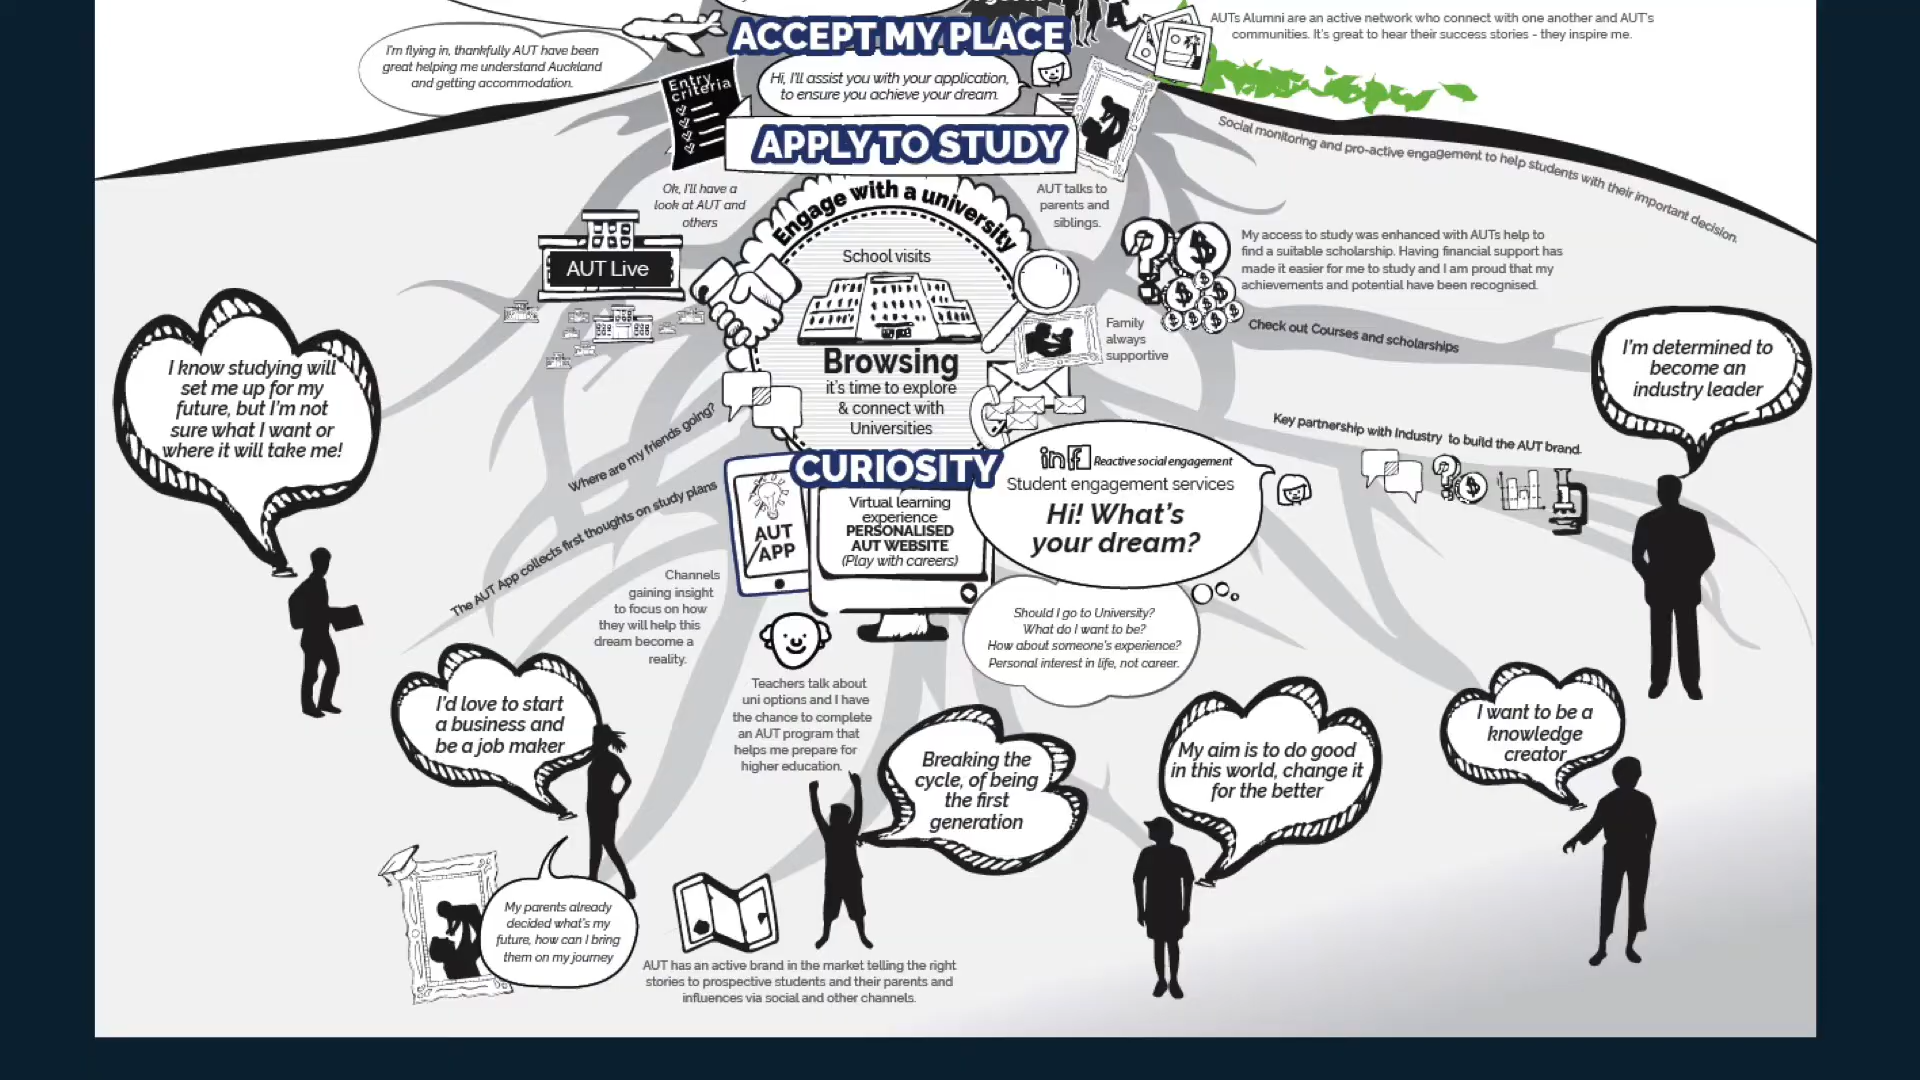 ACCEPT MY PLACE
AUTs Alumni are an active network who connect with one another and AUT's
communities. It's great to hear their success stories - they inspire me.
I'm flying in, thankfully AUT have been
great helping me understand Auckland
and getting accommodation.
Entry
criteria
Hi, I'll assist you with your application,
to ensure you achieve your dream.
APPLY TO STUDY
Social monitoring and pro-active engagement to help students with their important decision.
Ok, I'll have a
look at AUT and
others
Engage with a university
AUT talks to
parents and
siblings.
AUT Live
School visits
My access to study was enhanced with AUTs help to
find a suitable scholarship. Having financial support has
made it easier for me to study and I am proud that my
achievements and potential have been recognised.
Family
always
supportive
Check out Courses and scholarships
Browsing
it's time to explore
& connect with
Universities
I know studying will
set me up for my
future, but I'm not
sure what I want or
where it will take me!
I'm determined to
become an
industry leader
Where are my friends going?
Key partnership with Industry to build the AUT brand.
CURIOSITY
The AUT App collects first thoughts on study plans
AUT
APP
Virtual learning
experience
PERSONALISED
AUT WEBSITE
(Play with careers)
in f Reactive social engagement
Student engagement services
Hi! What's
your dream?
Channels
gaining insight
to focus on how
they will help this
dream become a
reality.
Should I go to University?
What do I want to be?
How about someone's experience?
Personal interest in life, not career.
Teachers talk about
uni options and I have
the chance to complete
an AUT program that
helps me prepare for
higher education.
I'd love to start
a business and
be a job maker
Breaking the
cycle, of being
the first
generation
My aim is to do good
in this world, change it
for the better
I want to be a
knowledge
creator
My parents already
decided what's my
future, how can I bring
them on my journey
AUT has an active brand in the market telling the right
stories to prospective students and their parents and
influences via social and other channels.